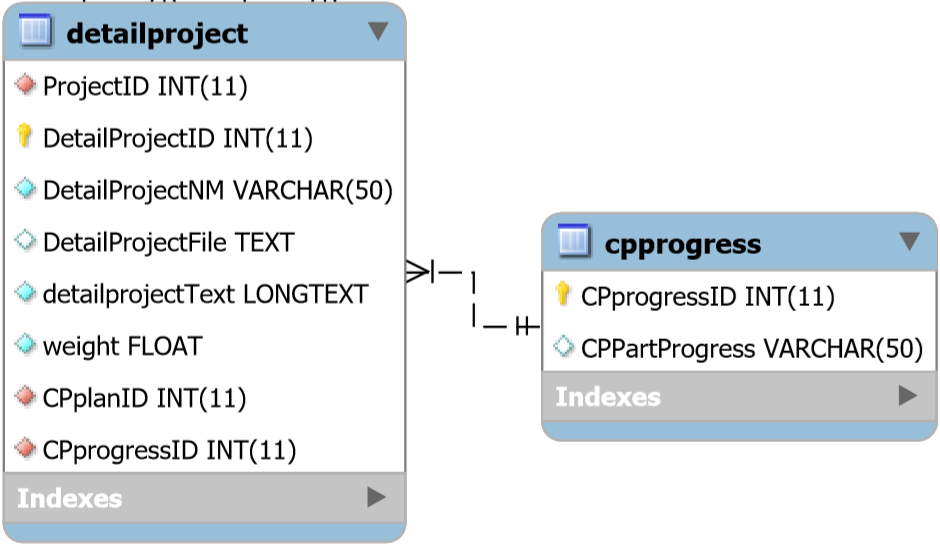 detailproject
ProjectID INT(11)
DetailProjectID INT(11)
DetailProjectNM VARCHAR(50)
DetailProjectFile TEXT
detailprojectText LONGTEXT
weight FLOAT
CPplanID INT(11)
CPprogressID INT(11)
Indexes
cpprogress
CPprogressID INT(11)
CPPartProgress VARCHAR(50)
Indexes